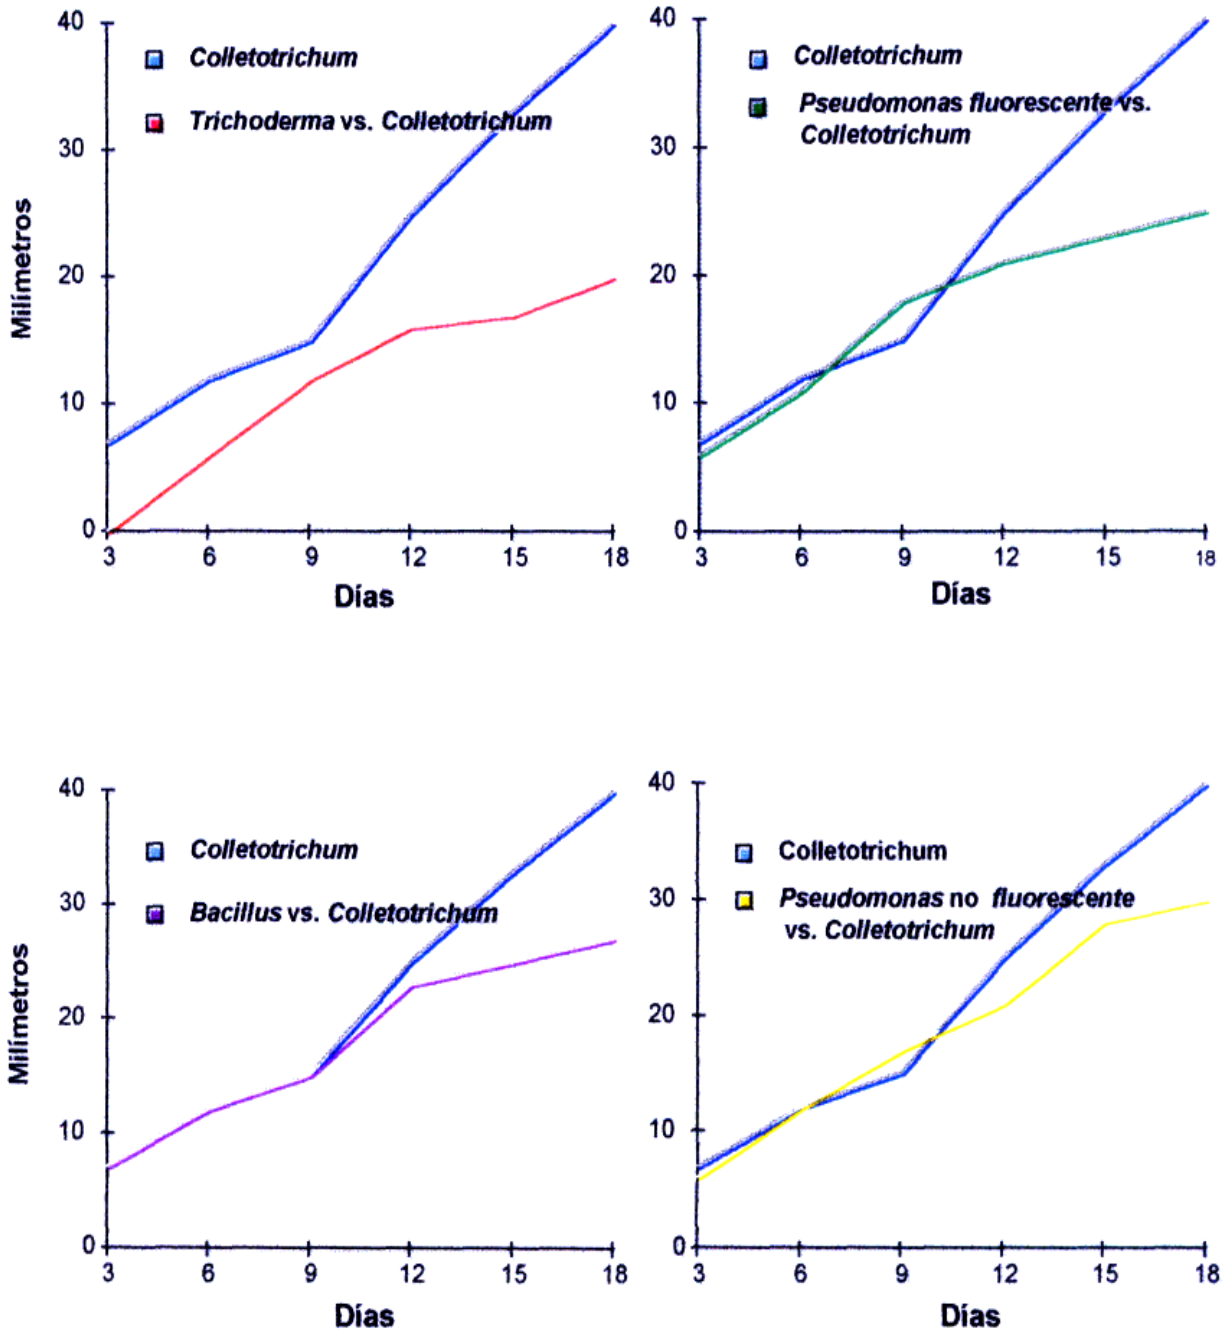 40
Colletotrichum
Trichoderma vs. Colletotrichum
30
Milímetros
20
10
0
3 6 9 12 15 18
Días
40
Colletotrichum
Pseudomonas fluorescente vs.
Colletotrichum
30
20
10
0
3 6 9 12 15 18
Días
40
Colletotrichum
30
Bacillus vs. Colletotrichum
Milímetros
20
10
0
3 6 9 12 15 18
Días
40
Colletotrichum
30
Pseudomonas no fluorescente
vs. Colletotrichum
20
10
0
3 6 9 12 15 18
Días